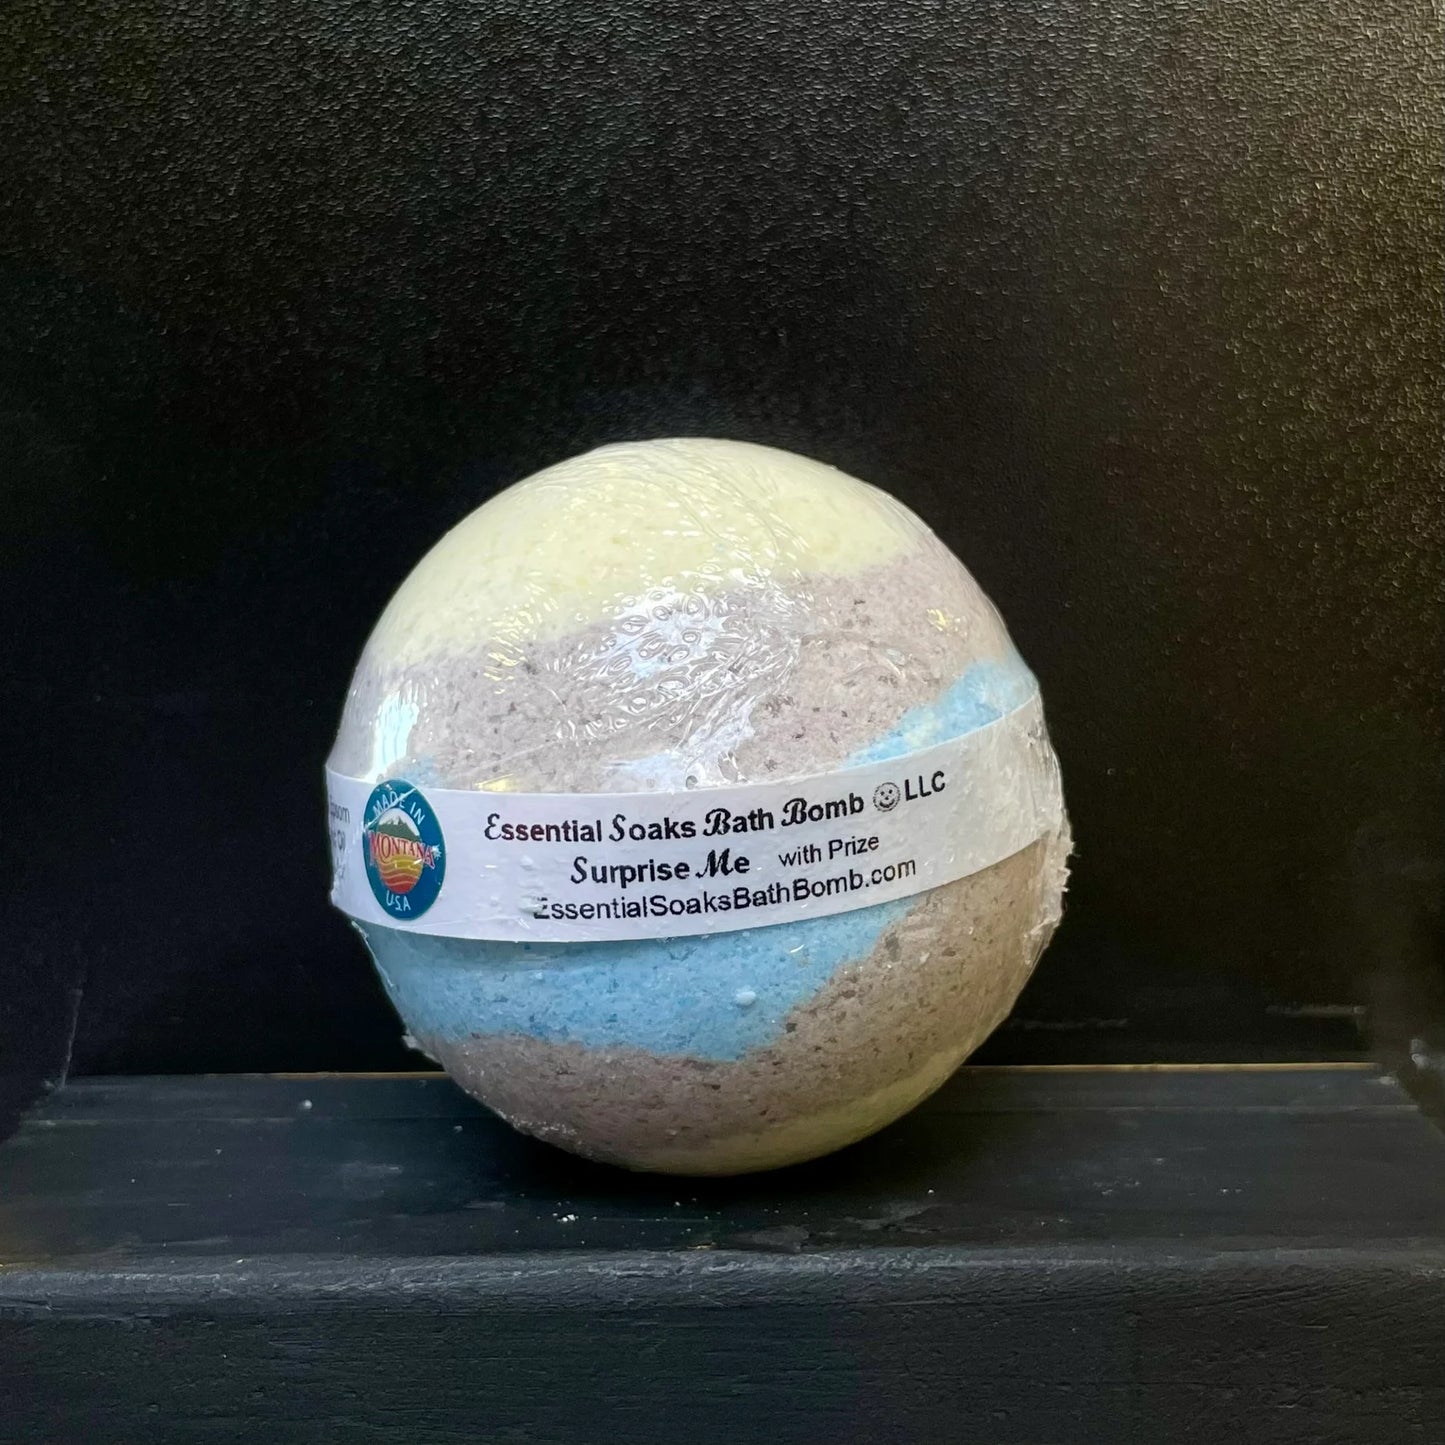 MADE IN
MONTANA
USA
Essential Soaks Bath Bomb LLC
Surprise Me with Prize
EssentialSoaksBathBomb.com